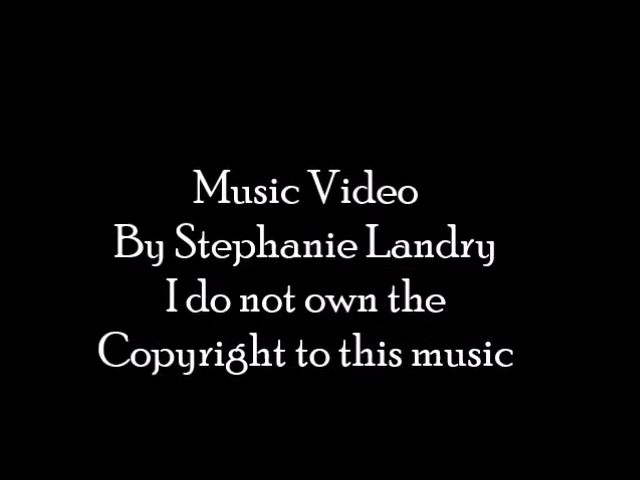 Music Video
By Stephanie Landry
I do not own the
Copyright to this music